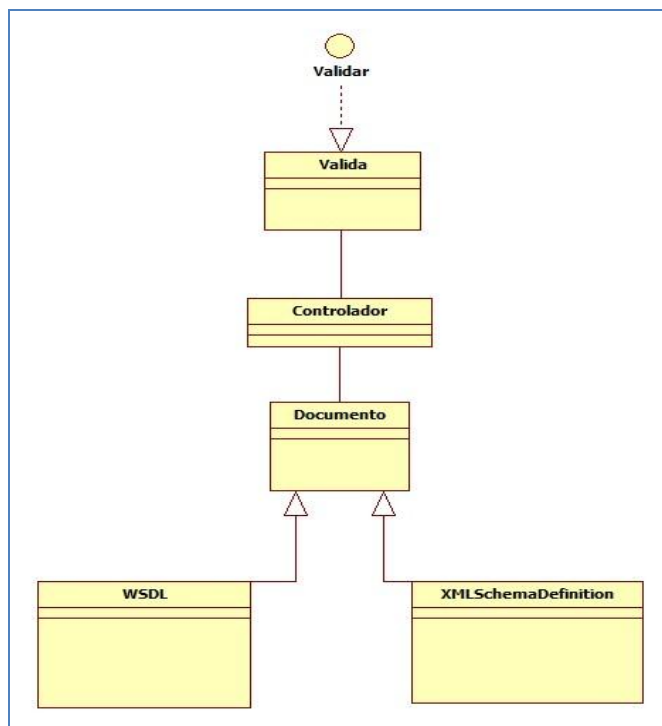 Validar
Valida
Controlador
Documento
WSDL
XMLSchemaDefinition